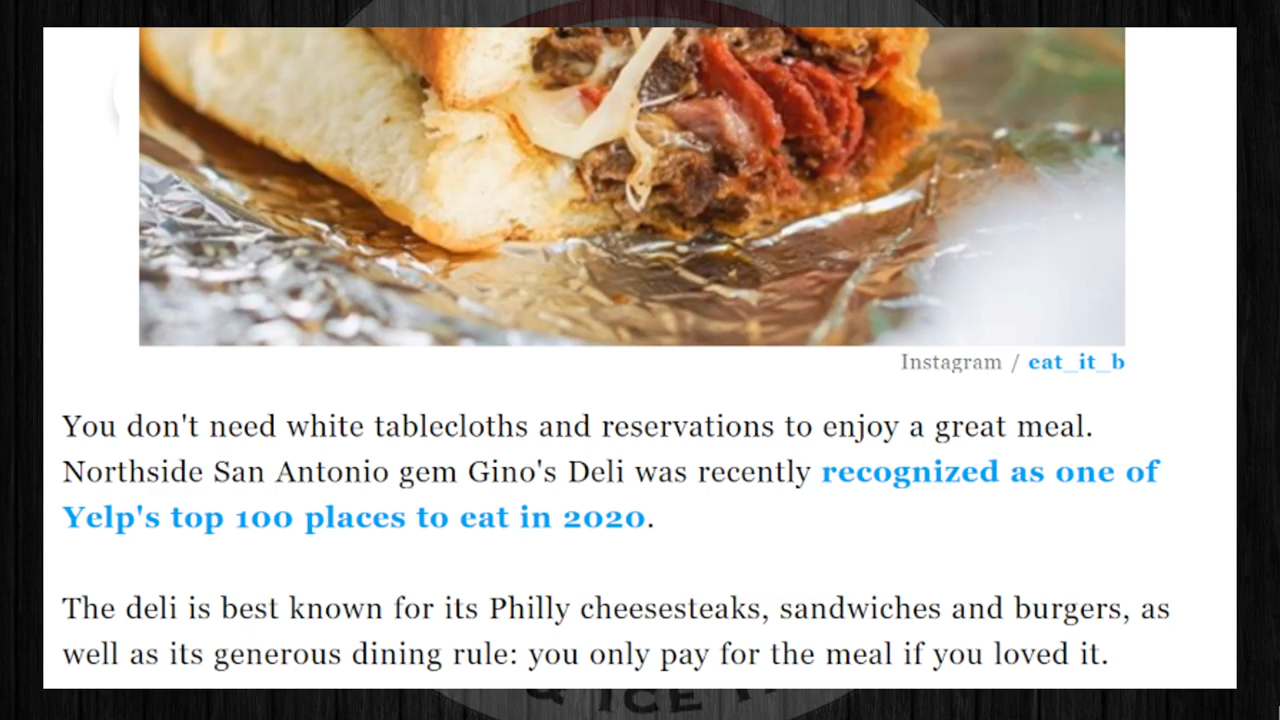 Instagram / eat_it_b
You don't need white tablecloths and reservations to enjoy a great meal.
Northside San Antonio gem Gino's Deli was recently recognized as one of
Yelp's top 100 places to eat in 2020.
The deli is best known for its Philly cheesesteaks, sandwiches and burgers, as
well as its generous dining rule: you only pay for the meal if you loved it.
& ICE